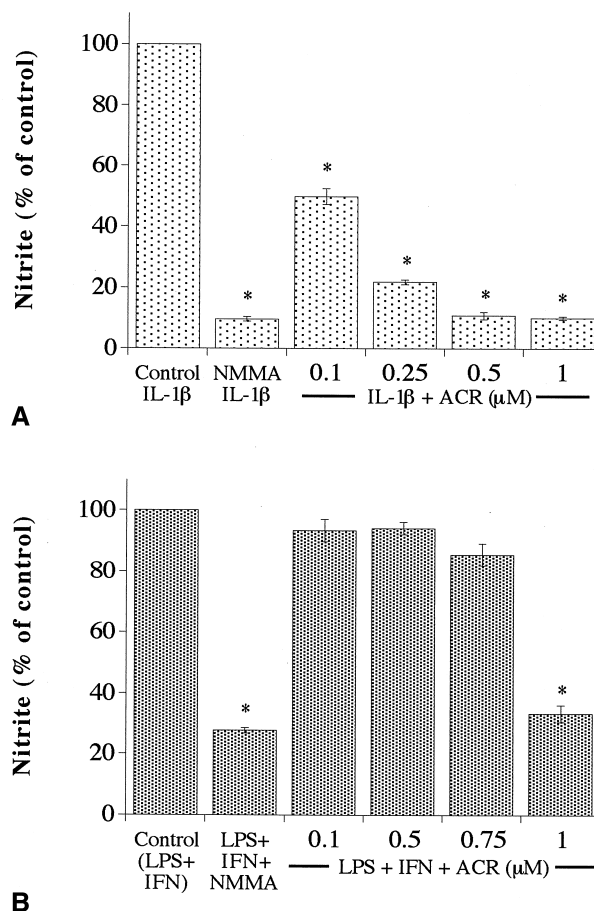 Nitrite (% of control)
100
80
60
40
20
0
*
*
*
*
*
Control
IL-1β
NMMA
IL-1β
0.1
0.25
0.5
1
IL-1β + ACR (µM)
A
Nitrite (% of control)
100
80
60
40
20
0
*
*
Control
(LPS+
IFN)
LPS+
IFN+
NMMA
0.1
0.5
0.75
1
LPS + IFN + ACR (µM)
B